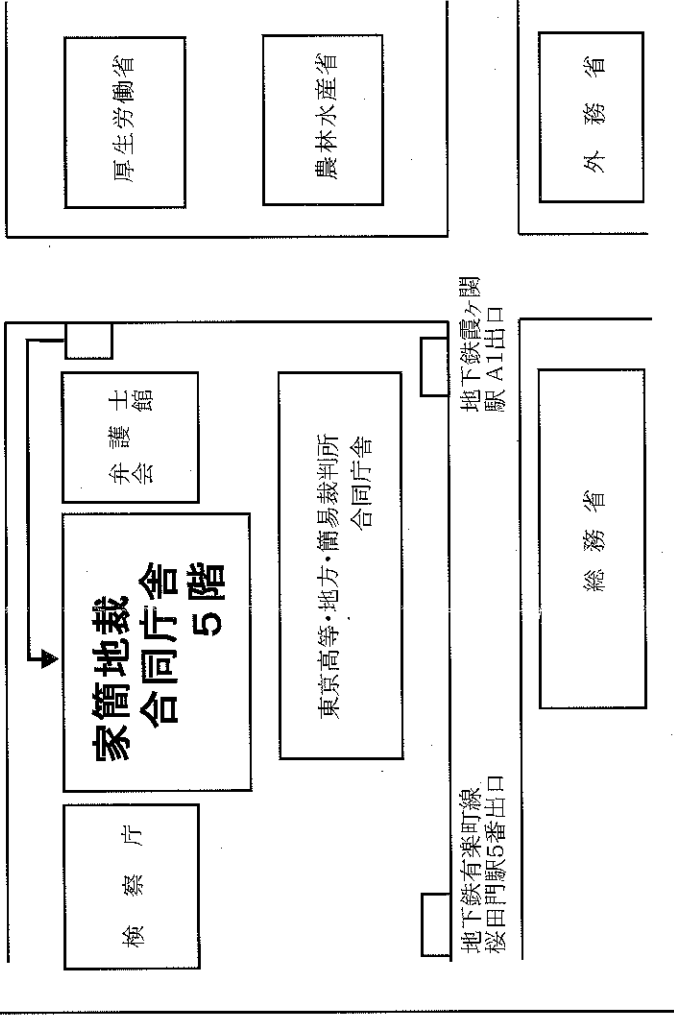 検察庁
家簡地裁
合同庁舎
5階
弁護士
会館
厚生労働省
東京高等・地方・簡易裁判所
合同庁舎
農林水産省
地下鉄有楽町線
桜田門駅5番出口
地下鉄霞ヶ関
駅 A1出口
総務省
外務省